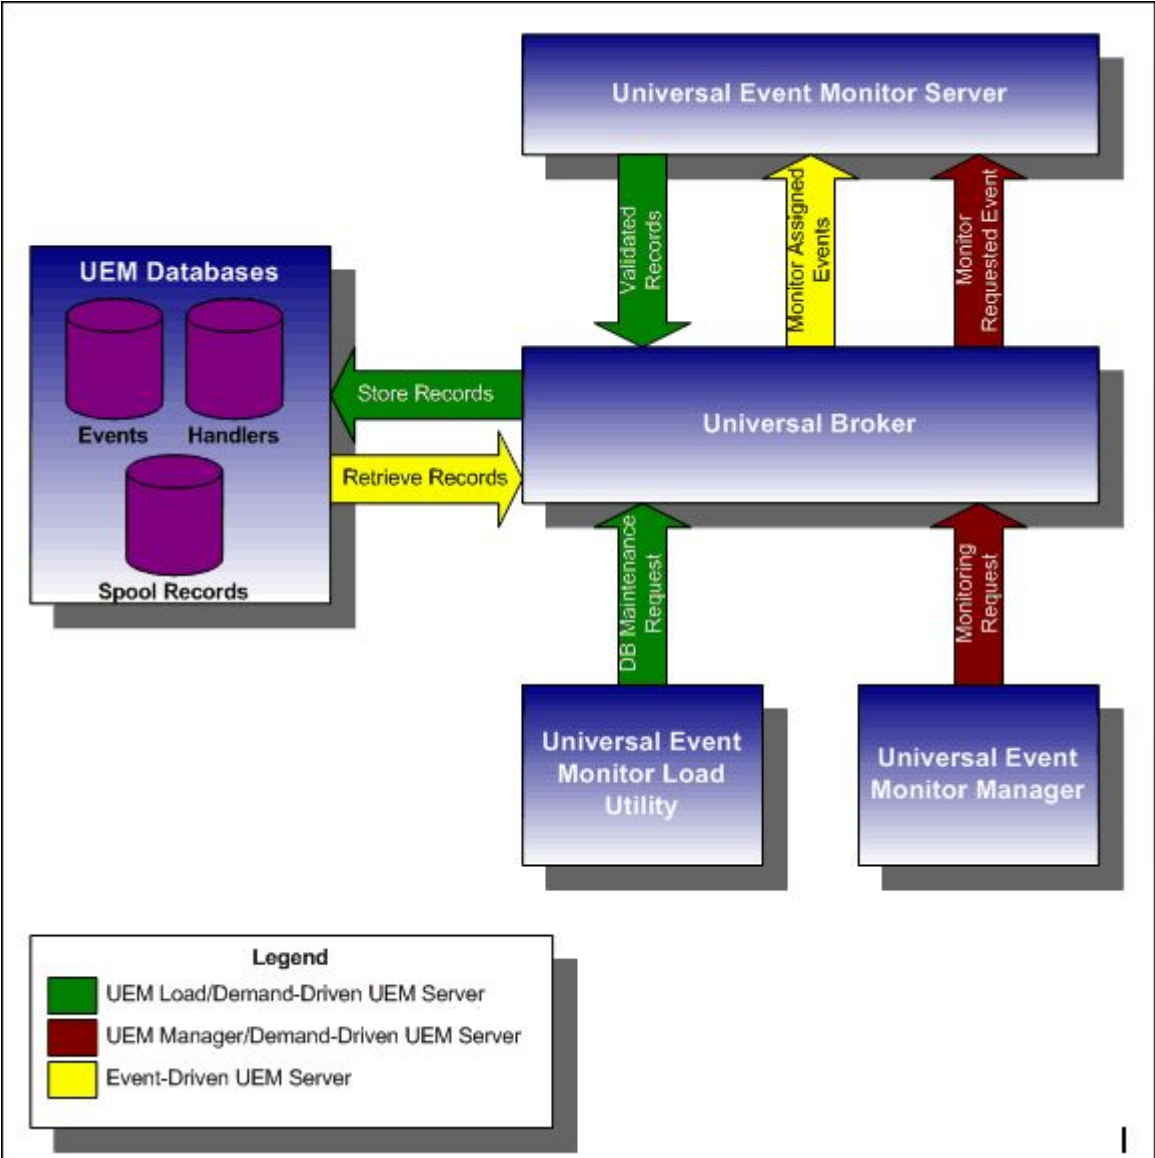 Universal Event Monitor Server
Validated
Records
Monitor Assigned
Events
Monitor
Requested Event
UEM Databases
Events
Handlers
Spool Records
Store Records
Retrieve Records
Universal Broker
DB Maintenance
Request
Monitoring
Request
Universal Event
Monitor Load
Utility
Universal Event
Monitor Manager
Legend
UEM Load/Demand-Driven UEM Server
UEM Manager/Demand-Driven UEM Server
Event-Driven UEM Server